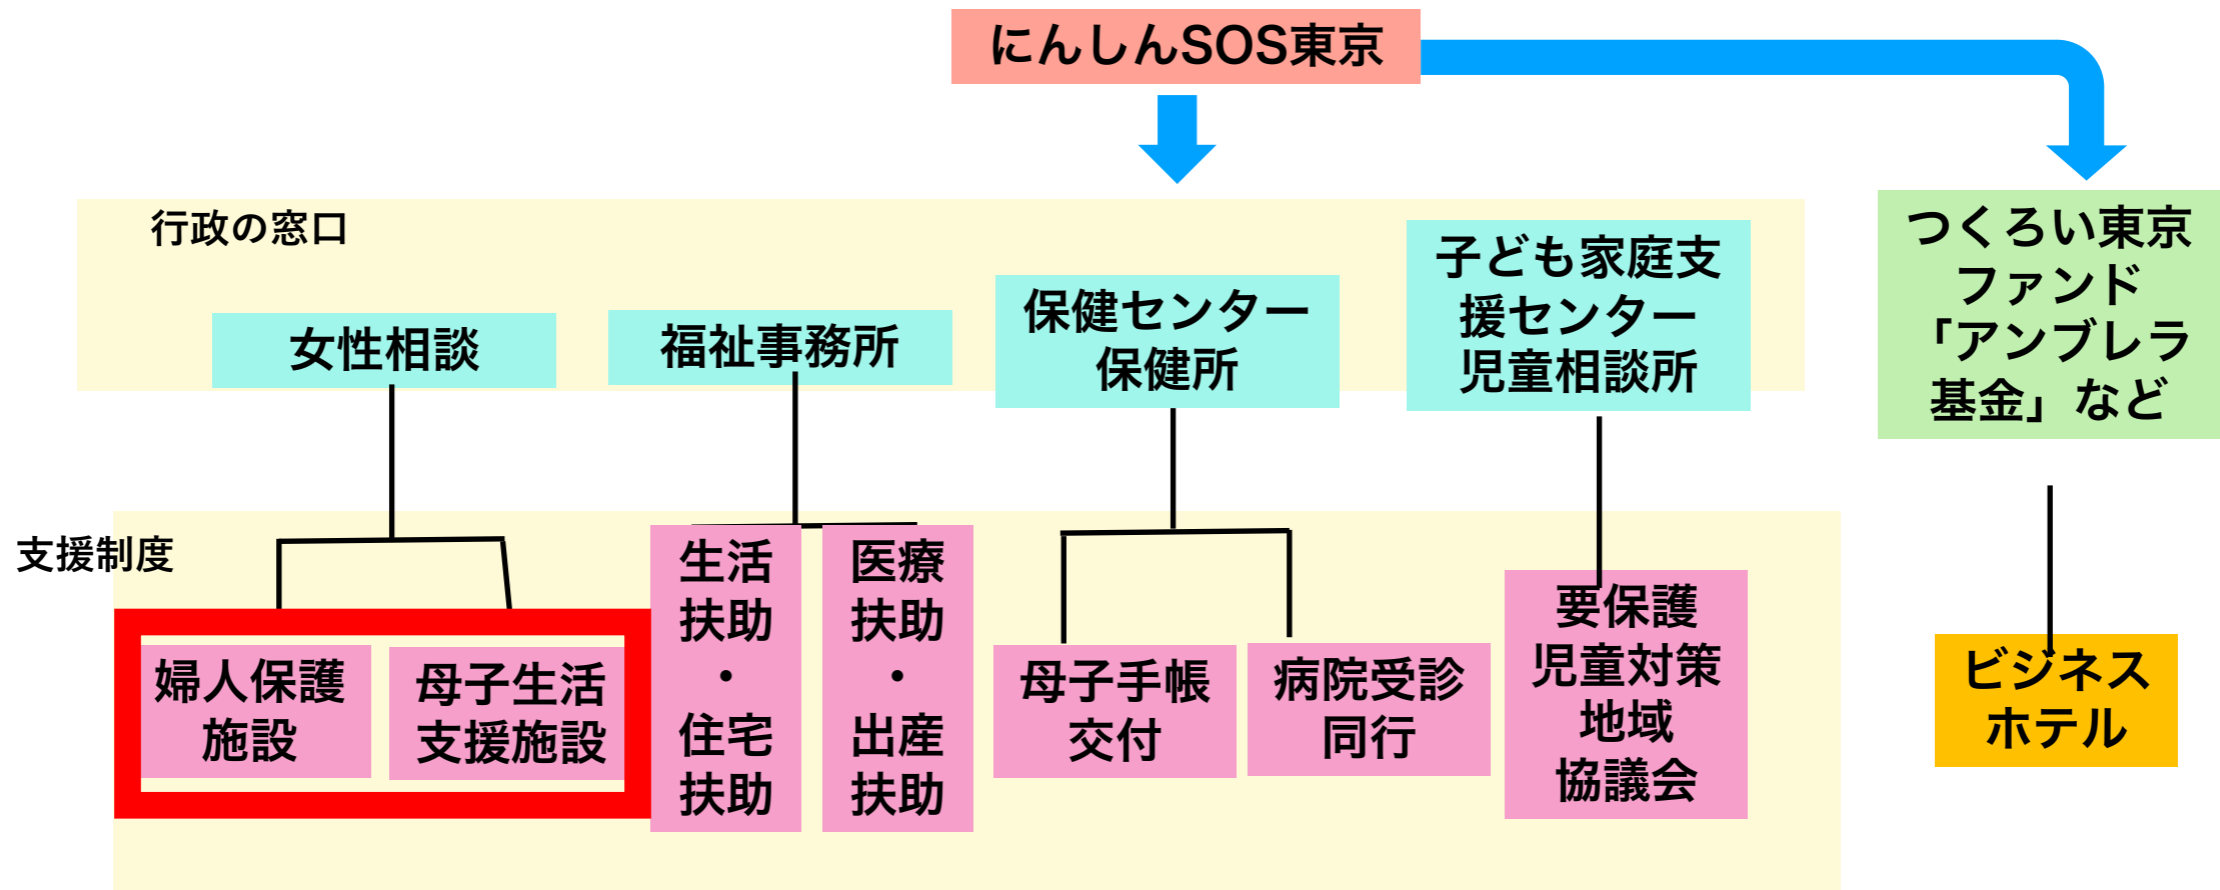 にんしんSOS東京
行政の窓口
女性相談
福祉事務所
保健センター
保健所
子ども家庭支
援センター
児童相談所
つくろい東京
ファンド
「アンブレラ
基金」など
支援制度
婦人保護
施設
母子生活
支援施設
生活
扶助
・
住宅
扶助
医療
扶助
・
出産
扶助
母子手帳
交付
病院受診
同行
要保護
児童対策
地域
協議会
ビジネス
ホテル